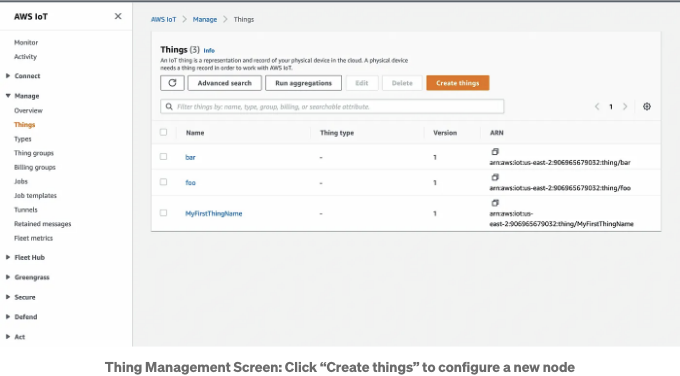 AWS IoT
AWS IoT > Manage > Things
Monitor
Activity
Connect
Manage
Overview
Things
Types
Thing groups
Billing groups
Jobs
Job templates
Tunnels
Retained messages
Fleet metrics
Fleet Hub
Greengrass
Secure
Defend
Act
Things (3) Info
An IoT thing is a representation and record of your physical device in the cloud. A physical device
needs a thing record in order to work with AWS IoT.
Advanced search Run aggregations Edit Delete Create things
Filter things by: name, type, group, billing, or searchable attribute.
1
Name Thing type Version ARN
bar - 1 arn:aws:iot:us-east-2:906965679032:thing/bar
foo - 1 arn:aws:iot:us-east-2:906965679032:thing/foo
MyFirstThingName - 1 arn:aws:iot:us-
east-2:906965679032:thing/MyFirstThingName
Thing Management Screen: Click “Create things” to configure a new node